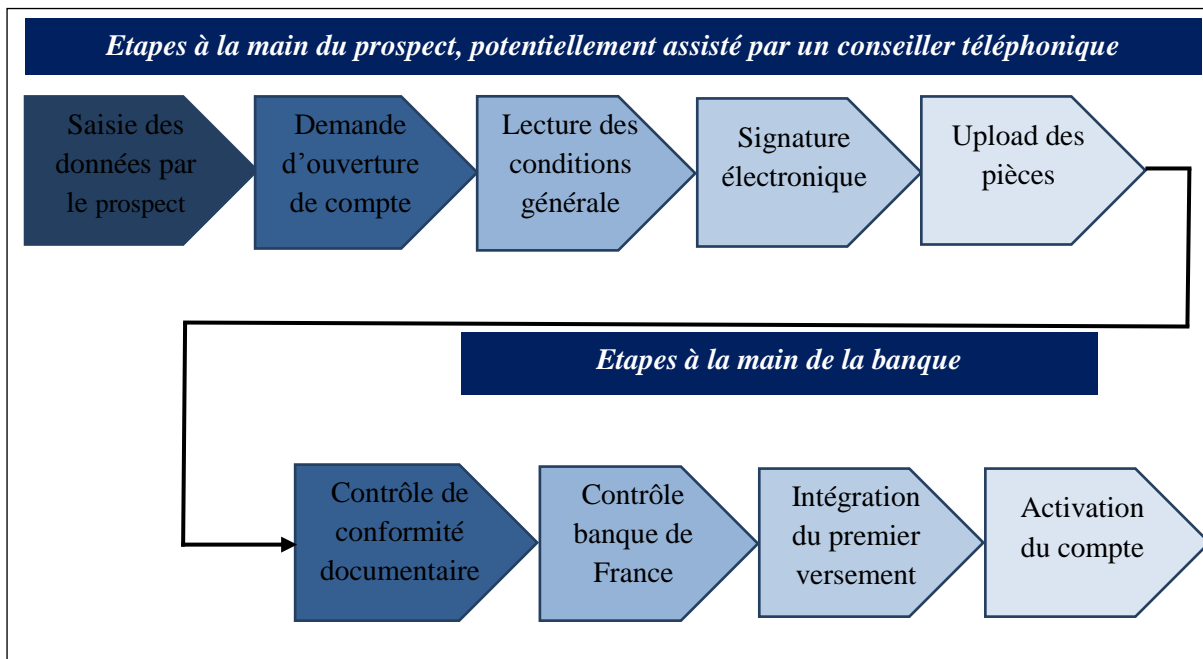 Etapes à la main du prospect, potentiellement assisté par un conseiller téléphonique
Saisie des
données par
le prospect
Demande
d’ouverture
de compte
Lecture des
conditions
générale
Signature
électronique
Upload des
pièces
Etapes à la main de la banque
Contrôle de
conformité
documentaire
Contrôle
banque de
France
Intégration
du premier
versement
Activation
du compte